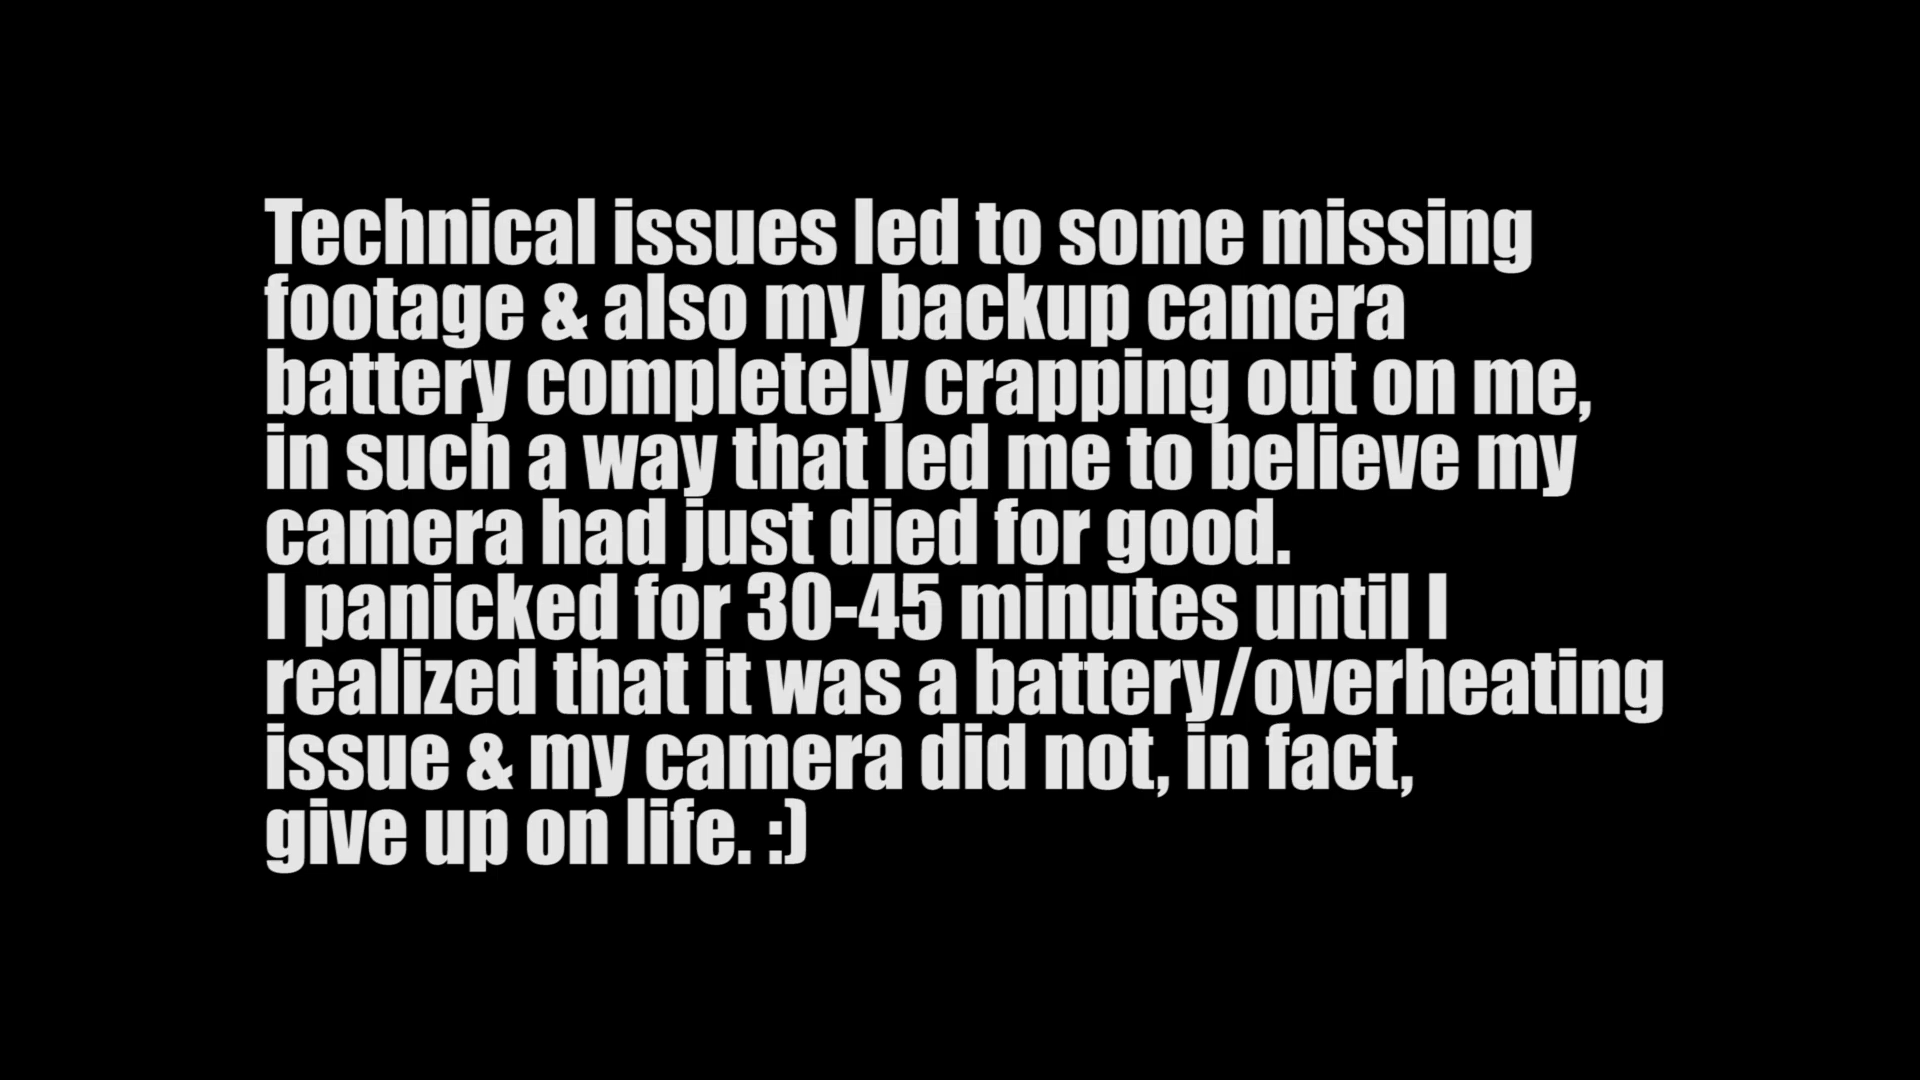 Technical issues led to some missing
footage & also my backup camera
battery completely crapping out on me,
in such a way that led me to believe my
camera had just died for good.
I panicked for 30-45 minutes until I
realized that it was a battery/overheating
issue & my camera did not, in fact,
give up on life. :)